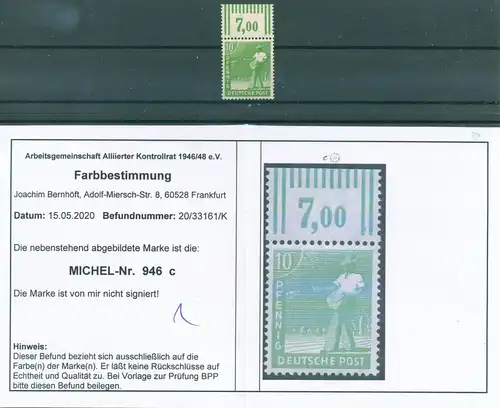 7,00
10
PFENNIG
DEUTSCHE POST
Arbeitsgemeinschaft Alliierter Kontrollrat 1946/48 e.V.
Farbbestimmung
Joachim Bernhöft, Adolf-Miersch-Str. 8, 60528 Frankfurt
Datum: 15.05.2020 Befundnummer: 20/33161/K
Die nebenstehend abgebildete Marke ist die:
MICHEL-Nr. 946 c
Die Marke ist von mir nicht signiert!
Hinweis:
Dieser Befund bezieht sich ausschließlich auf die
Farbe(n) der Marke(n). Er läßt keine Rückschlüsse auf
Echtheit und Qualität zu. Bei Vorlage zur Prüfung BPP
bitte diesen Befund beilegen.
c
7,00
10
PFENNIG
DEUTSCHE POST